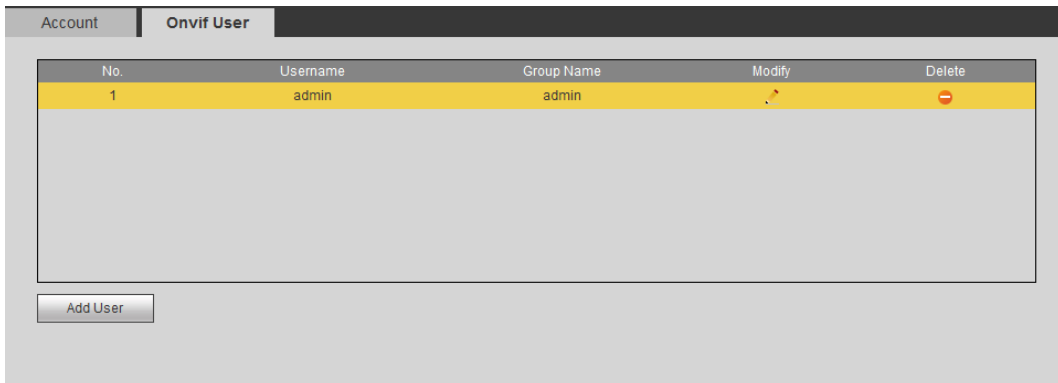 Account Onvif User
No. Username Group Name Modify Delete
1 admin admin
Add User